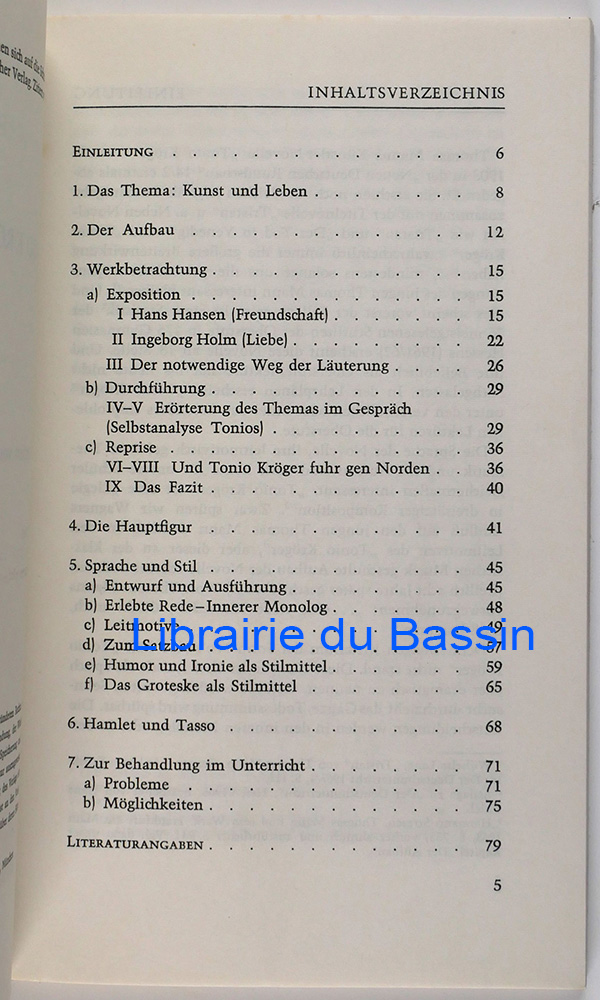 en sich auf die
her Verlag,
INHALTSVERZEICHNIS
EINLEITUNG . . . . . . . . . . . . . . . 6
1. Das Thema: Kunst und Leben . . . . . . . . 8
2. Der Aufbau . . . . . . . . . . . . . . 12
3. Werkbetrachtung . . . . . . . . . . . . . 15
a) Exposition . . . . . . . . . . . . . . 15
I Hans Hansen (Freundschaft) . . . . . . . 15
II Ingeborg Holm (Liebe) . . . . . . . . . 22
III Der notwendige Weg der Läuterung . . . . 26
b) Durchführung . . . . . . . . . . . . . 29
IV–V Erörterung des Themas im Gespräch
(Selbstanalyse Tonios) . . . . . . . . . . 29
c) Reprise . . . . . . . . . . . . . . . 36
VI–VIII Und Tonio Kröger fuhr gen Norden . . 36
IX Das Fazit . . . . . . . . . . . . . 40
4. Die Hauptfigur . . . . . . . . . . . . . 41
5. Sprache und Stil . . . . . . . . . . . . . 45
a) Entwurf und Ausführung . . . . . . . . . 45
b) Erlebte Rede – Innerer Monolog . . . . . . . 48
c) Leitmotive . . . . . . . . . . . . . . 49
Librairie du Bassin
d) Zum Satzbau . . . . . . . . . . . . . 57
e) Humor und Ironie als Stilmittel . . . . . . . 59
f) Das Groteske als Stilmittel . . . . . . . . 65
6. Hamlet und Tasso . . . . . . . . . . . . 68
7. Zur Behandlung im Unterricht . . . . . . . . 71
a) Probleme . . . . . . . . . . . . . . 71
b) Möglichkeiten . . . . . . . . . . . . . 75
LITERATURANGABEN . . . . . . . . . . . . . 79
5